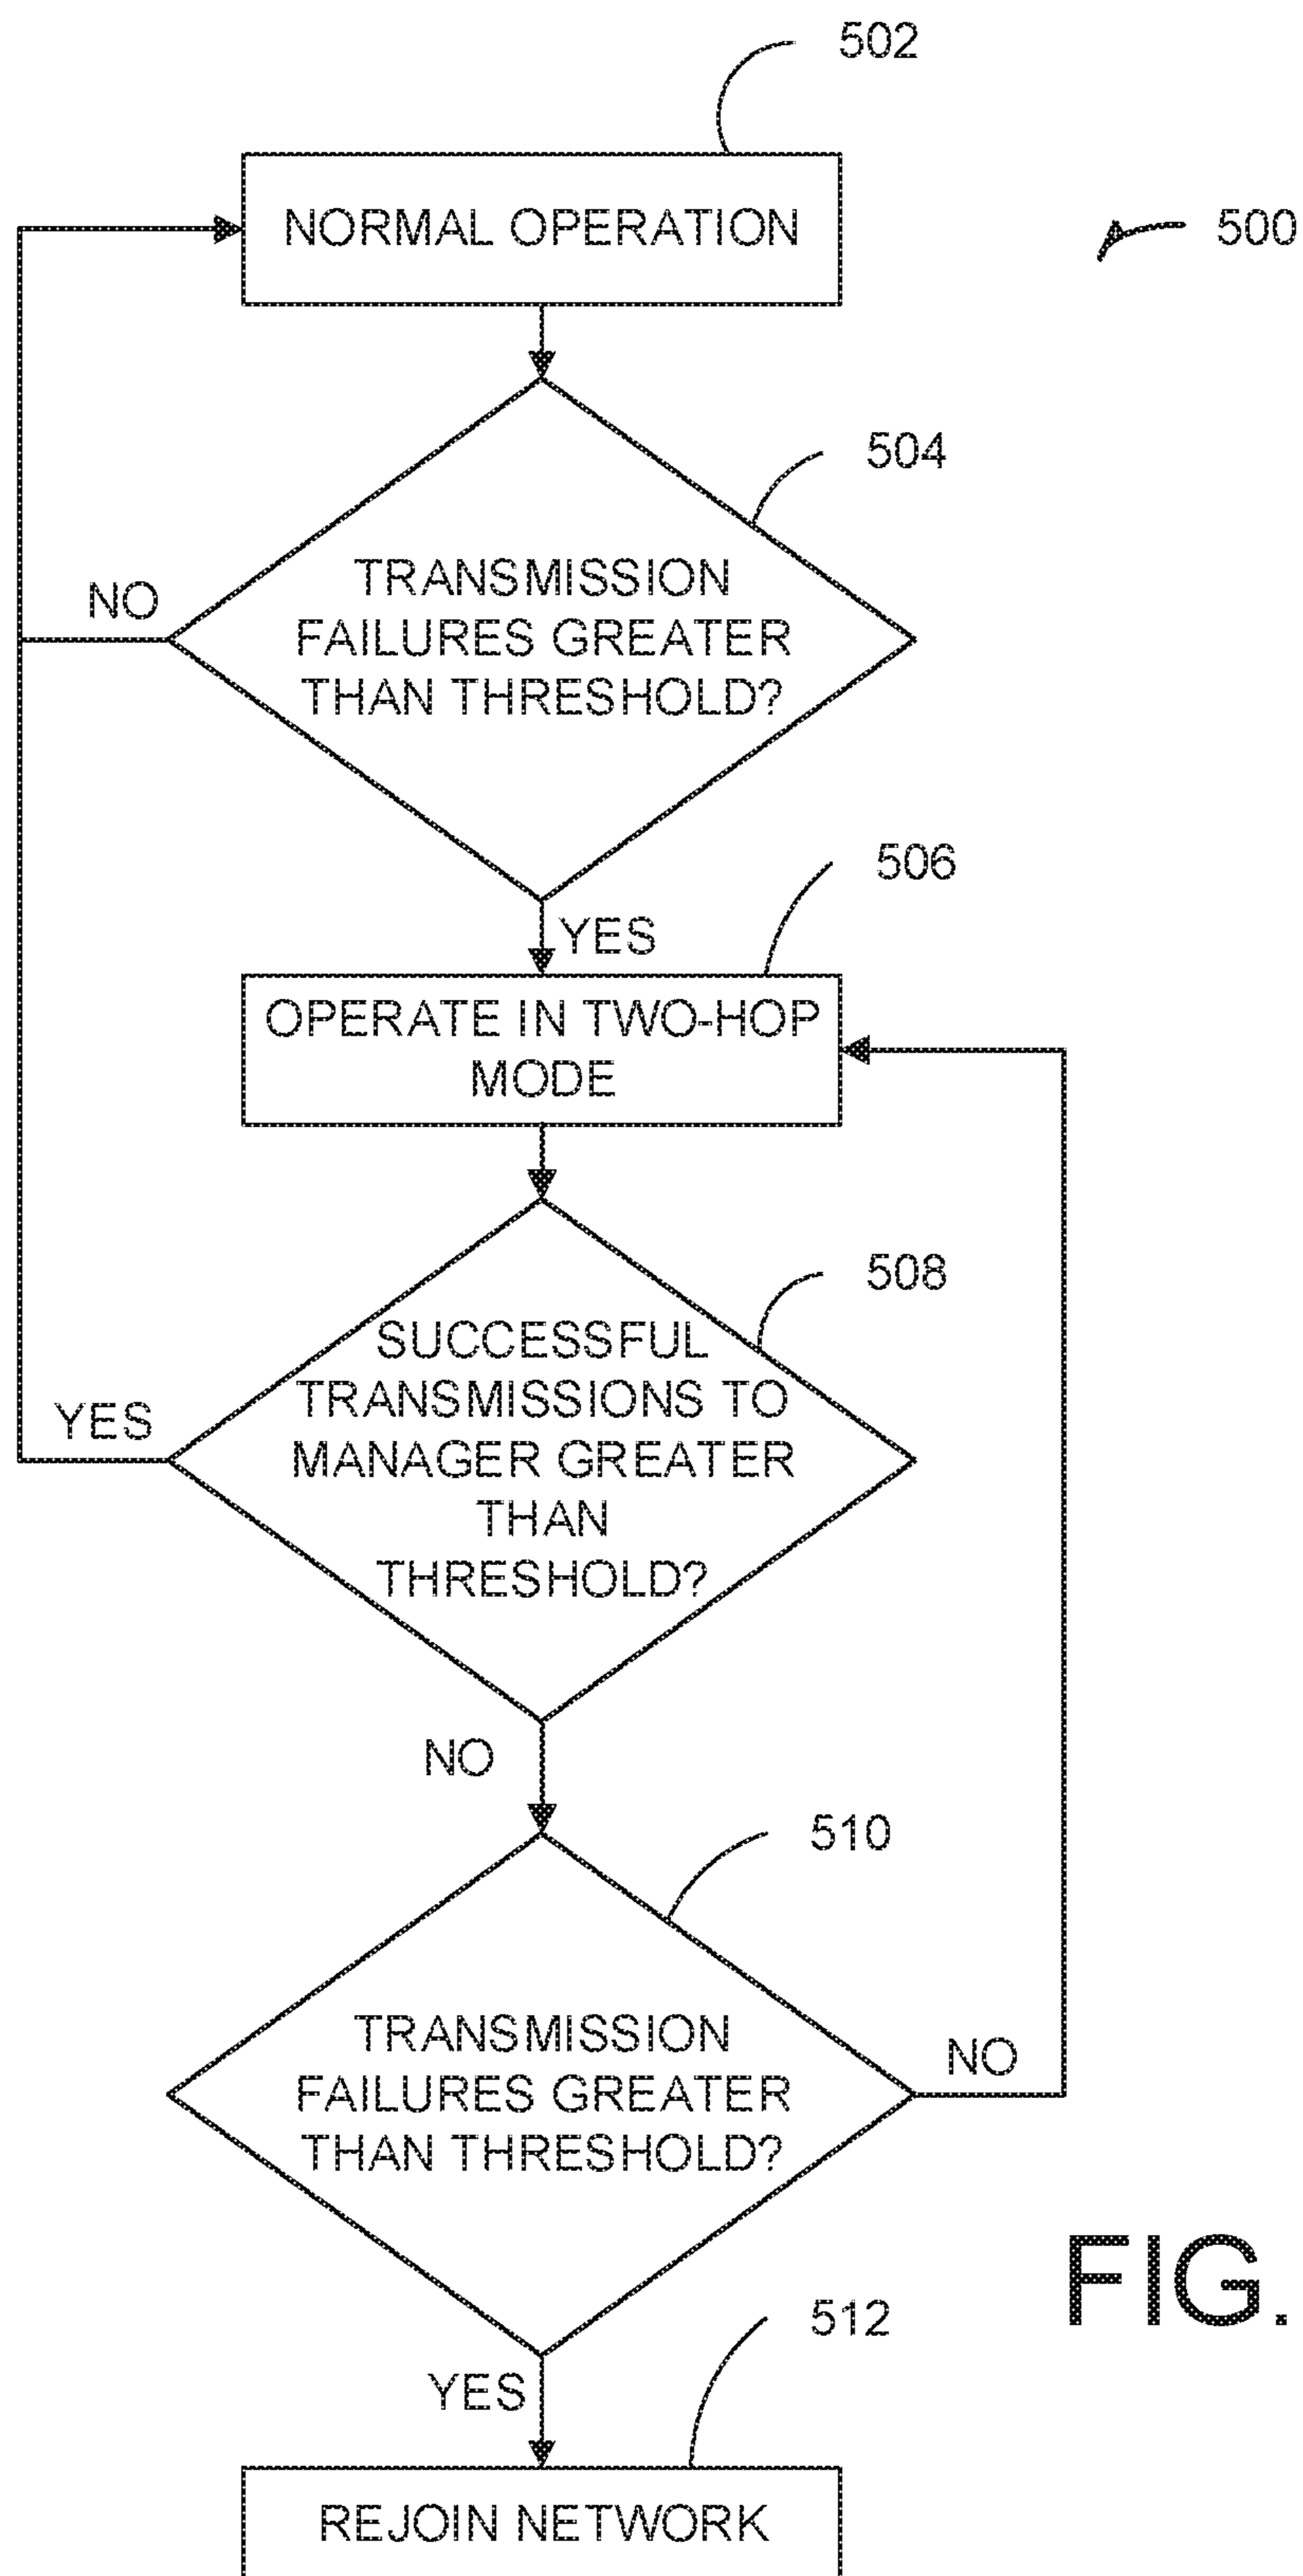 502
NORMAL OPERATION
500
504
TRANSMISSION
FAILURES GREATER
THAN THRESHOLD?
NO
506
YES
OPERATE IN TWO-HOP
MODE
508
SUCCESSFUL
TRANSMISSIONS TO
MANAGER GREATER
THAN
THRESHOLD?
YES
NO
510
TRANSMISSION
FAILURES GREATER
THAN THRESHOLD?
NO
FIG.
512
YES
REJOIN NETWORK